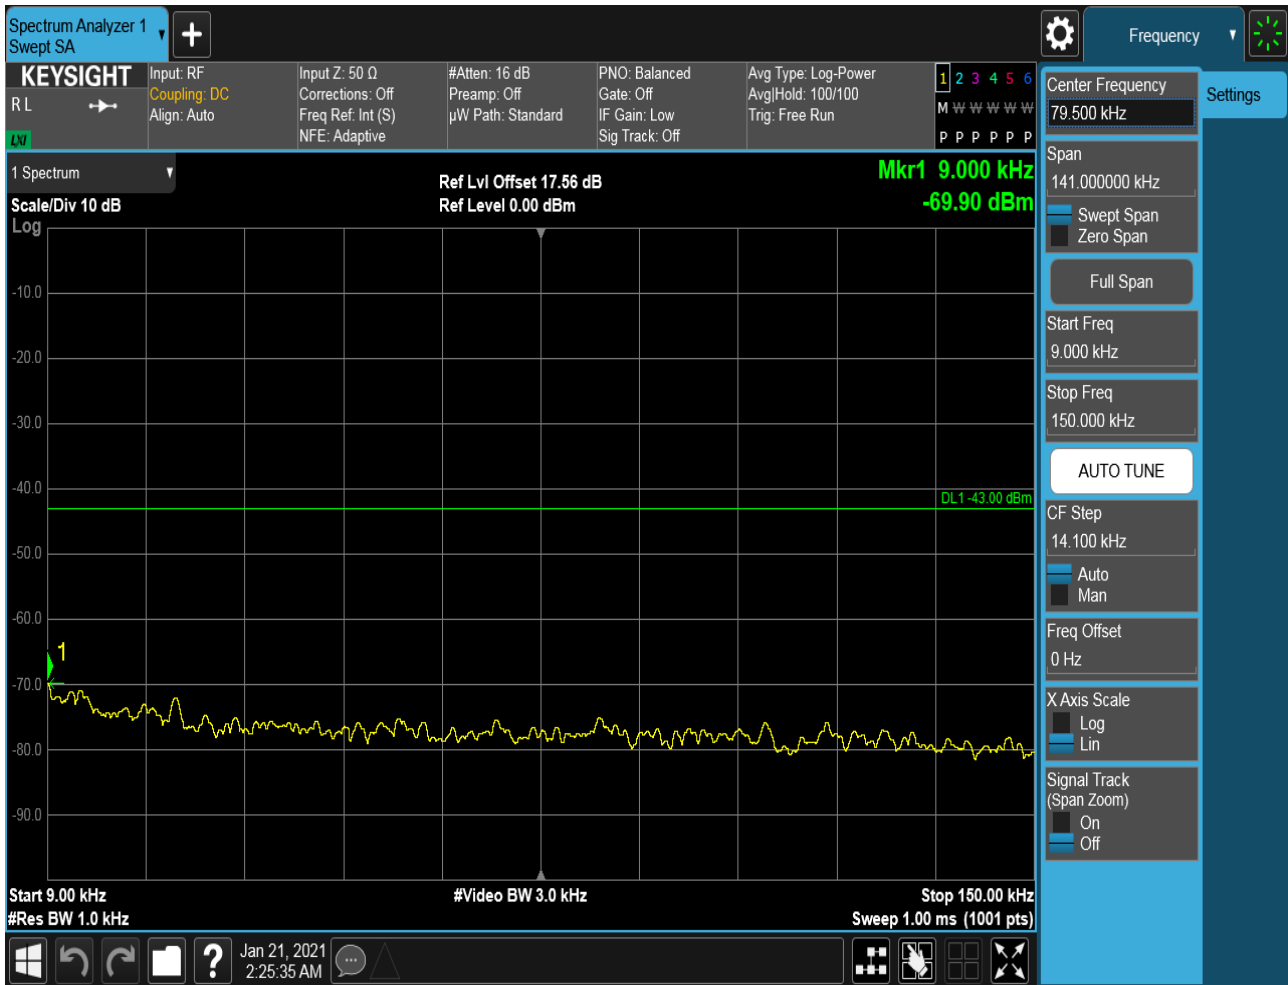 Spectrum Analyzer 1
Swept SA
+
Frequency
KEYSIGHT
R L
LXI
Input: RF
Coupling: DC
Align: Auto
Input Z: 50 Ω
Corrections: Off
Freq Ref: Int (S)
NFE: Adaptive
#Atten: 16 dB
Preamp: Off
µW Path: Standard
PNO: Balanced
Gate: Off
IF Gain: Low
Sig Track: Off
Avg Type: Log-Power
Avg|Hold: 100/100
Trig: Free Run
1 2 3 4 5 6
M W W W W W
P P P P P P
1 Spectrum
Scale/Div 10 dB
Log
Ref Lvl Offset 17.56 dB
Ref Level 0.00 dBm
Mkr1 9.000 kHz
-69.90 dBm
-10.0
-20.0
-30.0
-40.0
DL1 -43.00 dBm
-50.0
-60.0
1
-70.0
-80.0
-90.0
Start 9.00 kHz
#Video BW 3.0 kHz
Stop 150.00 kHz
#Res BW 1.0 kHz
Sweep 1.00 ms (1001 pts)
?
Jan 21, 2021
2:25:35 AM
Center Frequency
79.500 kHz
Settings
Span
141.000000 kHz
Swept Span
Zero Span
Full Span
Start Freq
9.000 kHz
Stop Freq
150.000 kHz
AUTO TUNE
CF Step
14.100 kHz
Auto
Man
Freq Offset
0 Hz
X Axis Scale
Log
Lin
Signal Track
(Span Zoom)
On
Off